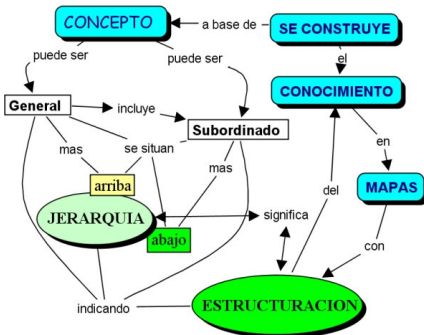 CONCEPTO
a base de
SE CONSTRUYE
puede ser
puede ser
el
CONOCIMIENTO
General
incluye
Subordinado
en
mas
se situan
mas
arriba
MAPAS
JERARQUIA
abajo
significa
del
con
indicando
ESTRUCTURACION